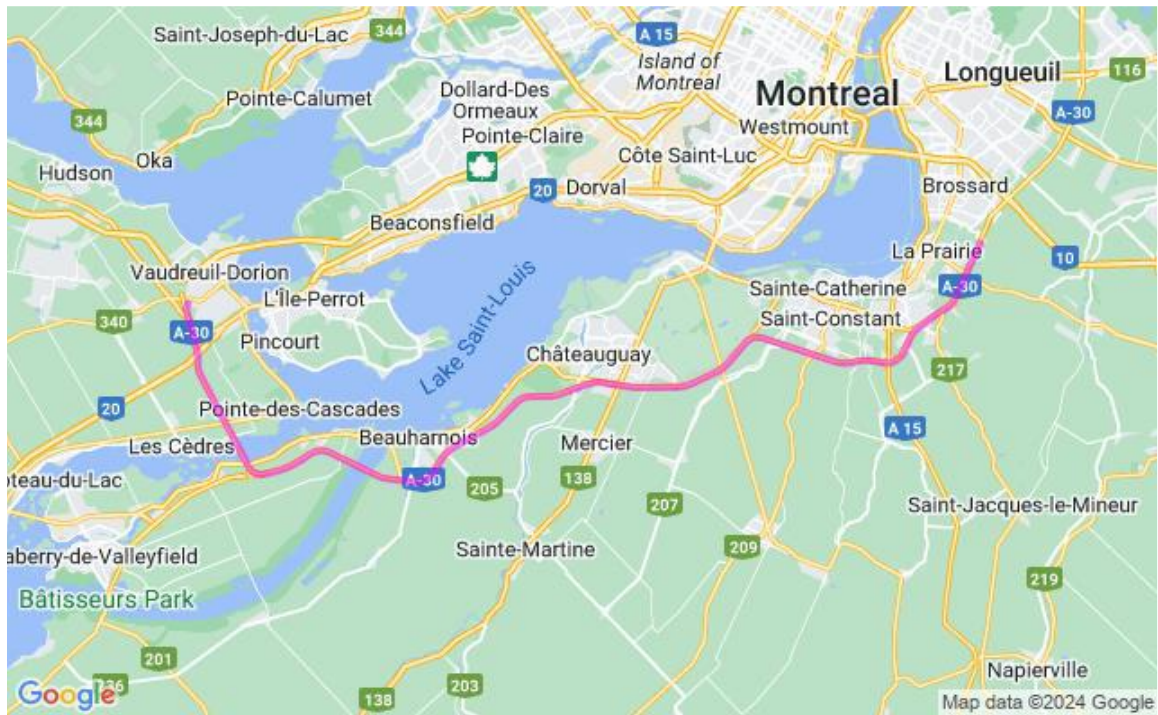 Saint-Joseph-du-Lac
344
A 15
Island of
Montreal
Longueuil
116
Pointe-Calumet
Dollard-Des
Ormeaux
Montreal
A-30
344
Pointe-Claire
Westmount
Oka
Côte Saint-Luc
Hudson
20
Dorval
Brossard
Beaconsfield
La Prairie
10
Vaudreuil-Dorion
L'Île-Perrot
Sainte-Catherine
A-30
340
A-30
Pincourt
Lake Saint-Louis
Saint-Constant
Châteauguay
217
20
Pointe-des-Cascades
Les Cèdres
Beauharnois
Mercier
A 15
oteau-du-Lac
A-30
205
138
207
Saint-Jacques-le-Mineur
aberry-de-Valleyfield
Sainte-Martine
209
219
Bâtisseurs Park
201
Napierville
Google
236
138
203
Map data ©2024 Google